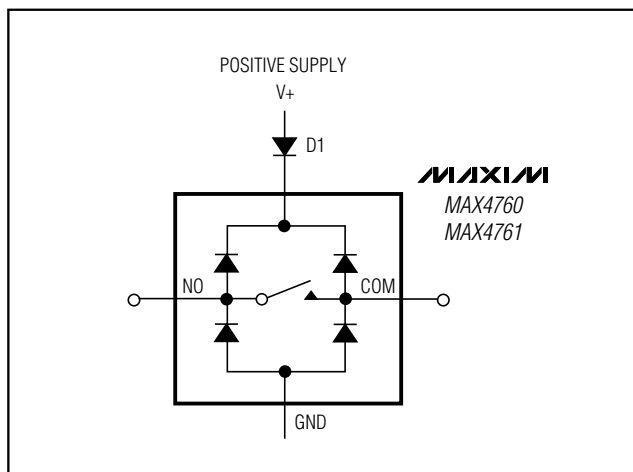 POSITIVE SUPPLY
V+
D1
MAXIM
MAX4760
MAX4761
NO
COM
GND